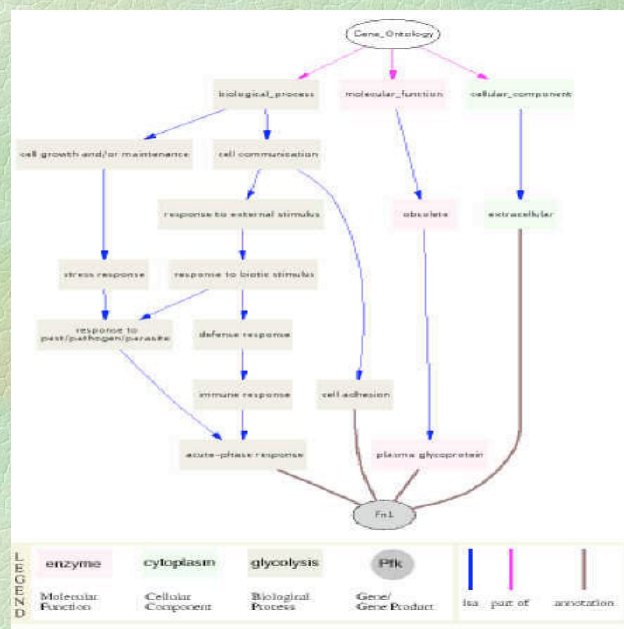 Gene_Ontology
biological_process
molecular_function
cellular_component
cell growth and/or maintenance
cell communication
response to external stimulus
obsolete
extracellular
stress response
response to biotic stimulus
response to
pest/pathogen/parasite
defense response
immune response
cell adhesion
acute-phase response
plasma glycoprotein
Fn1
LEGEND
enzyme
cytoplasm
glycolysis
Pfk
Molecular
Function
Cellular
Component
Biological
Process
Gene/
Gene Product
isa
part of
annotation